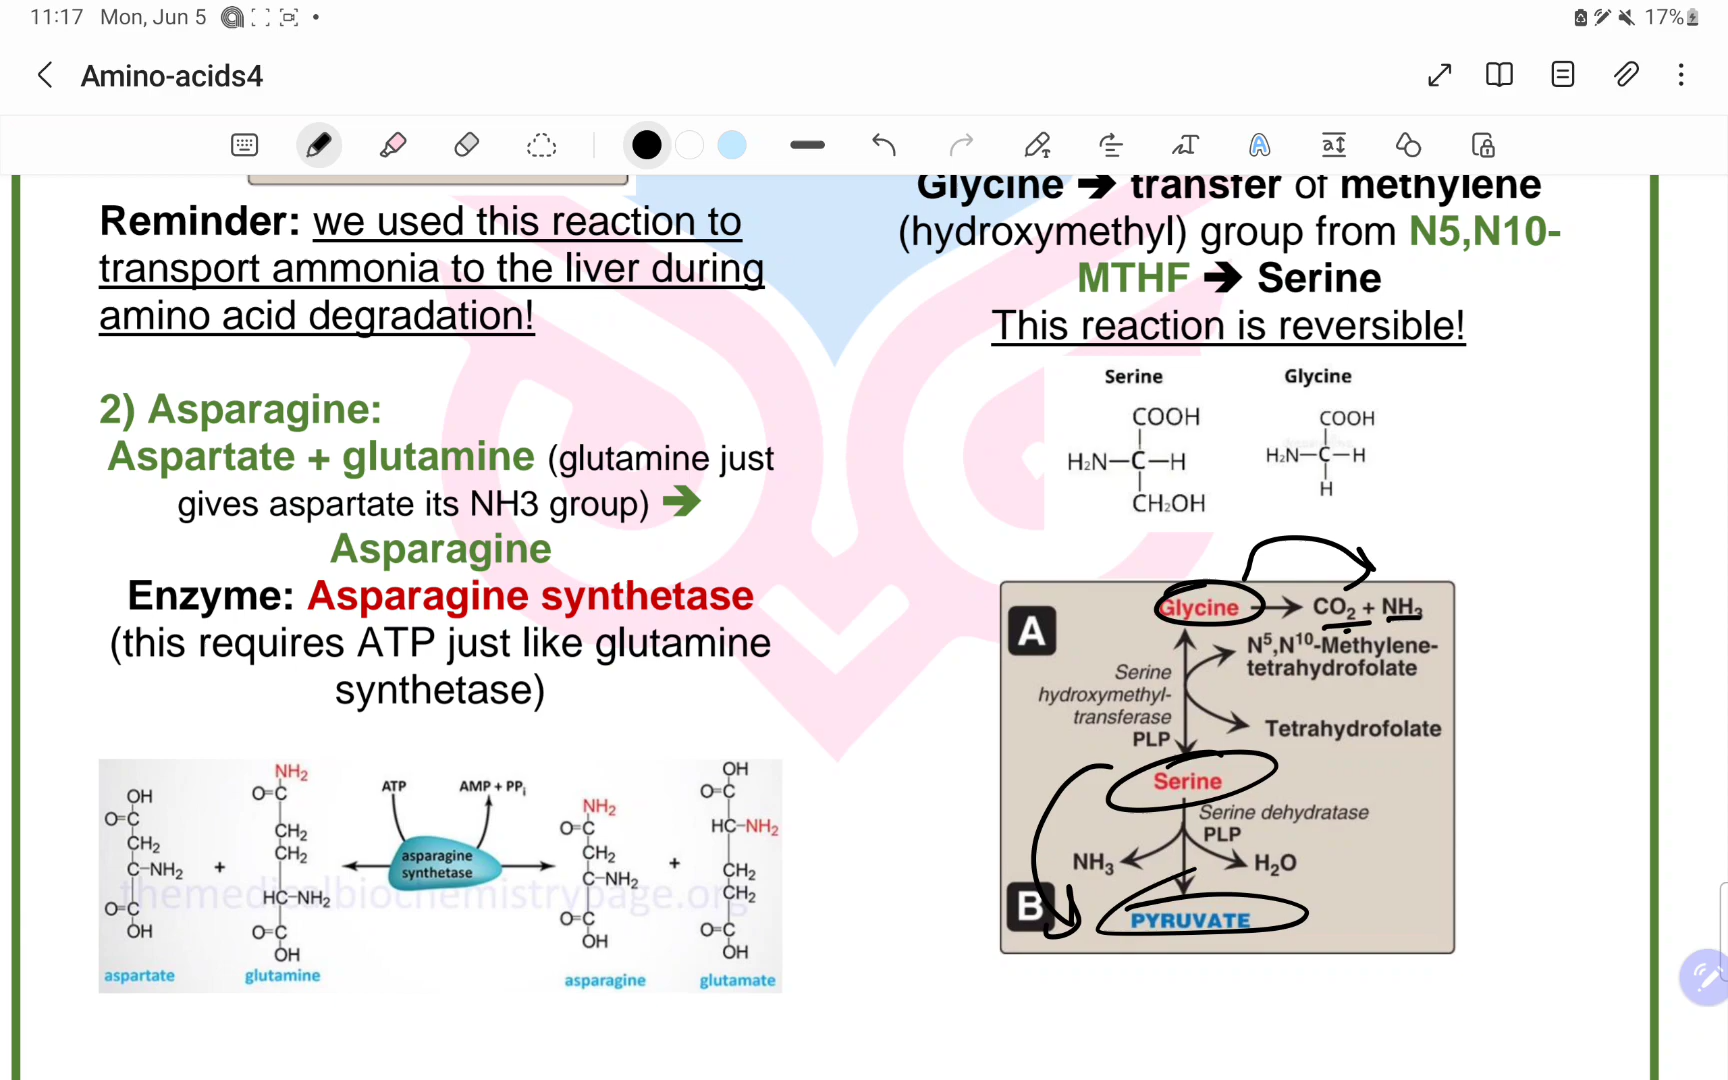 11:17 Mon, Jun 5
17%
Amino-acids4
Reminder: we used this reaction to
transport ammonia to the liver during
amino acid degradation!
2) Asparagine:
Aspartate + glutamine (glutamine just
gives aspartate its NH3 group) ➔
Asparagine
Enzyme: Asparagine synthetase
(this requires ATP just like glutamine
synthetase)
NH₂
O=C
CH₂
CH₂
HC-NH₂
O=C
OH
glutamine
OH
O=C
CH₂
C-NH₂
O=C
OH
aspartate
+
ATP
AMP + PPᵢ
asparagine
synthetase
NH₂
O=C
CH₂
C-NH₂
O=C
OH
asparagine
+
OH
O=C
HC-NH₂
CH₂
CH₂
O=C
OH
glutamate
themedicalbiochemistrypage.org
Glycine ➔ transfer of methylene
(hydroxymethyl) group from N5,N10-
MTHF ➔ Serine
This reaction is reversible!
Serine
COOH
H₂N-C-H
CH₂OH
Glycine
COOH
H₂N-C-H
H
A
Glycine
CO₂ + NH₃
N⁵,N¹⁰-Methylene-
tetrahydrofolate
Serine
hydroxymethyl-
transferase
PLP
Tetrahydrofolate
Serine
Serine dehydratase
PLP
NH₃
H₂O
B
PYRUVATE